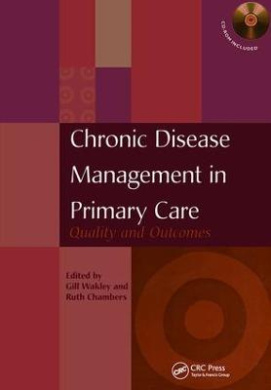 CD-ROM INCLUDED
Chronic Disease
Management in
Primary Care
Quality and Outcomes
Edited by
Gill Wakley and
Ruth Chambers
CRC Press
Taylor & Francis Group